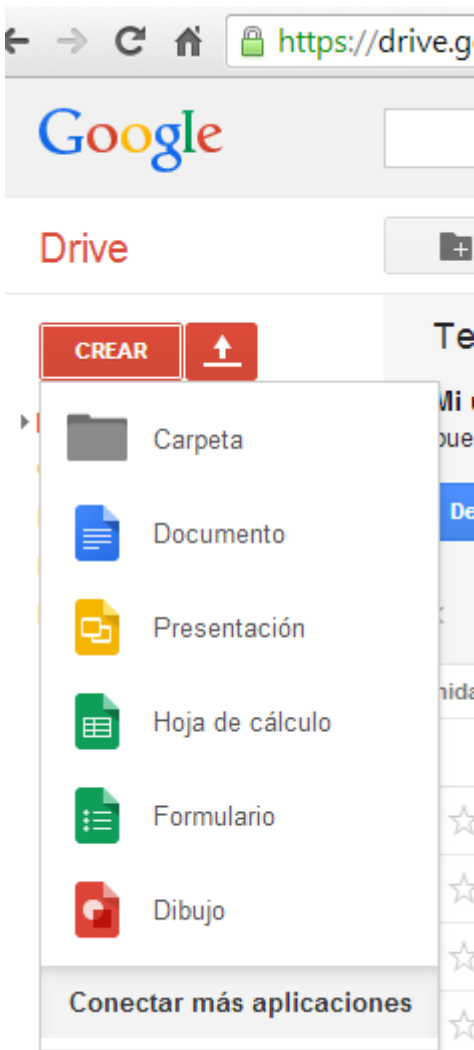 https://drive.g
Google
Drive
CREAR
Te
Mi
Carpeta
De
Documento
Presentación
Hoja de cálculo
Formulario
Dibujo
Conectar más aplicaciones